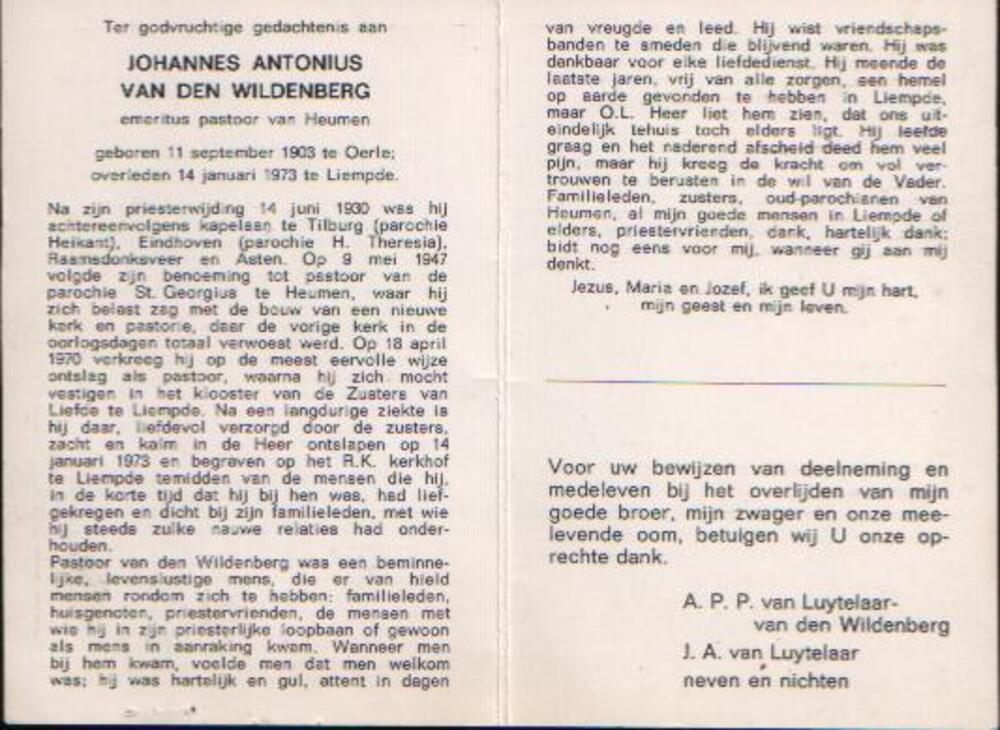 Ter godvruchtige gedachtenis aan
JOHANNES ANTONIUS
VAN DEN WILDENBERG
emeritus pastoor van Heumen
geboren 11 september 1903 te Oerle;
overleden 14 januari 1973 te Liempde.
Na zijn priesterwijding 14 juni 1930 was hij
achtereenvolgens kapelaan te Tilburg (parochie
Heikant), Eindhoven (parochie H. Theresia),
Raamsdonksveer en Asten. Op 9 mei 1947
volgde zijn benoeming tot pastoor van de
parochie St. Georgius te Heumen, waar hij
zich belast zag met de bouw van een nieuwe
kerk en pastorie, daar de vorige kerk in de
oorlogsdagen totaal verwoest werd. Op 18 april
1970 verkreeg hij op de meest eervolle wijze
ontslag als pastoor, waarna hij zich mocht
vestigen in het klooster van de Zusters van
Liefde te Liempde. Na een langdurige ziekte is
hij daar, liefdevol verzorgd door de zusters,
zacht en kalm in de Heer ontslapen op 14
januari 1973 en begraven op het R.K. kerkhof
te Liempde temidden van de mensen die hij,
in de korte tijd dat hij bij hen was, had lief-
gekregen en dicht bij zijn familieleden, met wie
hij steeds zulke nauwe relaties had onder-
houden.
Pastoor van den Wildenberg was een beminne-
lijke, levenslustige mens, die er van hield
mensen rondom zich te hebben: familieleden,
huisgenoten, priestervrienden, de mensen met
wie hij in zijn priesterlijke loopbaan of gewoon
als mens in aanraking kwam. Wanneer men
bij hem kwam, voelde men dat men welkom
was; hij was hartelijk en gul, attent in dagen
van vreugde en leed. Hij wist vriendschaps-
banden te smeden die blijvend waren. Hij was
dankbaar voor elke liefdedienst. Hij meende de
laatste jaren, vrij van alle zorgen, een hemel
op aarde gevonden te hebben in Liempde,
maar O.L. Heer liet hem zien, dat ons uit-
eindelijk tehuis toch elders ligt. Hij leefde
graag en het naderend afscheid deed hem veel
pijn, maar hij kreeg de kracht om vol ver-
trouwen te berusten in de wil van de Vader.
Familieleden, zusters, oud-parochianen van
Heumen, al mijn goede mensen in Liempde of
elders, priestervrienden, dank, hartelijk dank;
bidt nog eens voor mij, wanneer gij aan mij
denkt.
Jezus, Maria en Jozef, ik geef U mijn hart,
mijn geest en mijn leven.
Voor uw bewijzen van deelneming en
medeleven bij het overlijden van mijn
goede broer, mijn zwager en onze mee-
levende oom, betuigen wij U onze op-
rechte dank.
A. P. P. van Luytelaar-
van den Wildenberg
J. A. van Luytelaar
neven en nichten